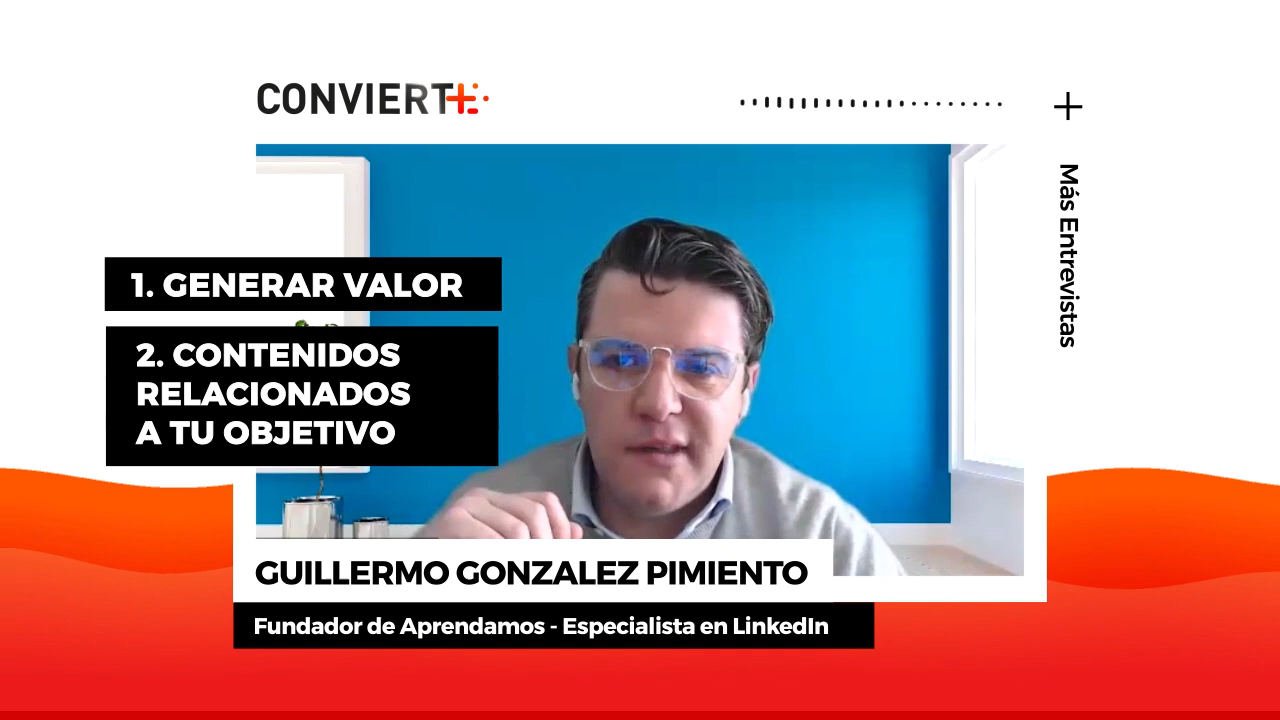 CONVIERT+
Más Entrevistas
1. GENERAR VALOR
2. CONTENIDOS
RELACIONADOS
A TU OBJETIVO
GUILLERMO GONZALEZ PIMIENTO
Fundador de Aprendamos - Especialista en LinkedIn